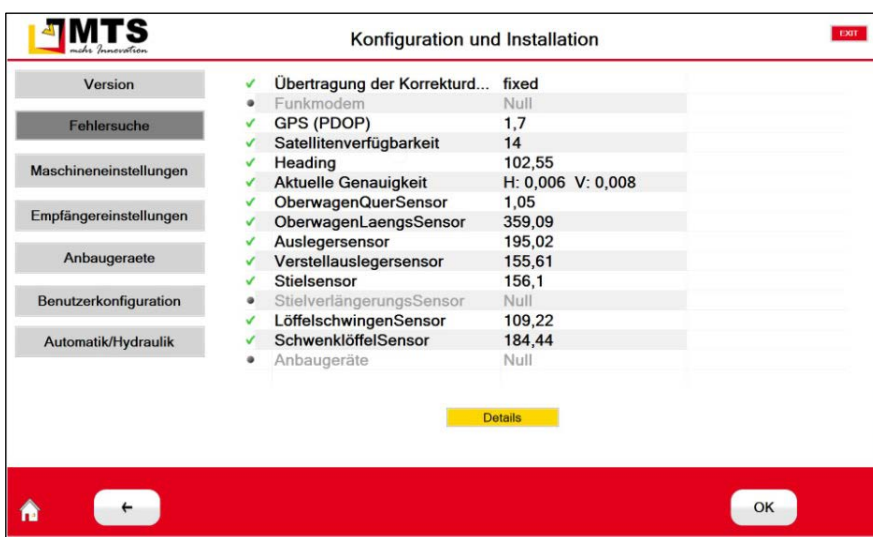 MTS
mehr Innovation
Konfiguration und Installation
EXIT
Version
Fehlersuche
Maschineneinstellungen
Empfängereinstellungen
Anbaugeraete
Benutzerkonfiguration
Automatik/Hydraulik
Übertragung der Korrekturd... fixed
Funkmodem Null
GPS (PDOP) 1,7
Satellitenverfügbarkeit 14
Heading 102,55
Aktuelle Genauigkeit H: 0,006 V: 0,008
OberwagenQuerSensor 1,05
OberwagenLaengsSensor 359,09
Auslegersensor 195,02
Verstellauslegersensor 155,61
Stielsensor 156,1
StielverlängerungsSensor Null
LöffelschwingenSensor 109,22
SchwenklöffelSensor 184,44
Anbaugeräte Null
Details
OK